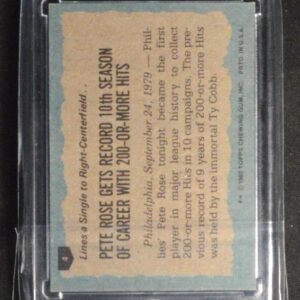 4
Lines a Single to Right-Centerfield..
PETE ROSE GETS RECORD 10th SEASON
OF CAREER WITH 200-OR-MORE HITS
Philadelphia, September 24, 1979 — Phil-
lies' Pete Rose tonight became the first
player in major league history to collect
200-or-more Hits in 10 campaigns. The pre-
vious record of 9 years of 200-or-more Hits
was held by the immortal Ty Cobb.
© 1980 TOPPS CHEWING GUM, INC. PRTD. IN U.S.A.